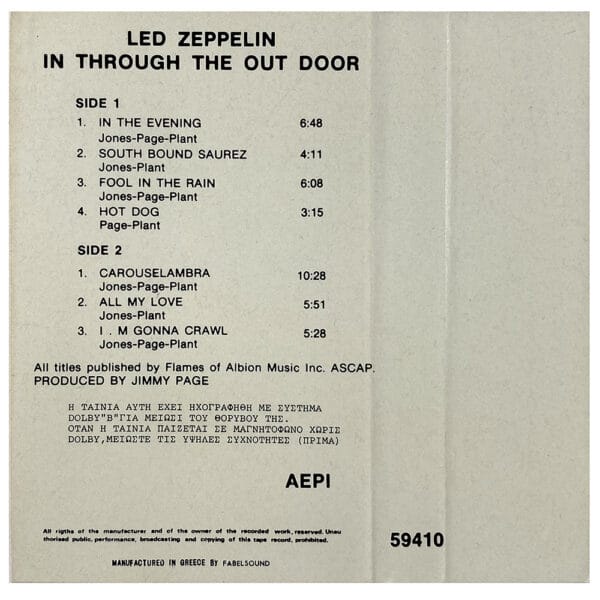 LED ZEPPELIN
IN THROUGH THE OUT DOOR
SIDE 1
1. IN THE EVENING 6:48
Jones-Page-Plant
2. SOUTH BOUND SAUREZ 4:11
Jones-Plant
3. FOOL IN THE RAIN 6:08
Jones-Page-Plant
4. HOT DOG 3:15
Page-Plant
SIDE 2
1. CAROUSELAMBRA 10:28
Jones-Page-Plant
2. ALL MY LOVE 5:51
Jones-Plant
3. I . M GONNA CRAWL 5:28
Jones-Page-Plant
All titles published by Flames of Albion Music Inc. ASCAP.
PRODUCED BY JIMMY PAGE
Η ΤΑΙΝΙΑ ΑΥΤΗ ΕΧΕΙ ΗΧΟΓΡΑΦΗΘΗ ΜΕ ΣΥΣΤΗΜΑ
DOLBY"B"ΓΙΑ ΜΕΙΩΣΙ ΤΟΥ ΘΟΡΥΒΟΥ ΤΗΣ.
ΟΤΑΝ Η ΤΑΙΝΙΑ ΠΑΙΖΕΤΑΙ ΣΕ ΜΑΓΝΗΤΟΦΩΝΟ ΧΩΡΙΣ
DOLBY,ΜΕΙΩΣΤΕ ΤΙΣ ΥΨΗΛΕΣ ΣΥΧΝΟΤΗΤΕΣ (ΠΡΙΜΑ)
ΑΕΡΙ
All rigths of the manufacturer and of the owner of the recorded work, reserved. Unau
thorised public, performance, broadcasting and copying of this tape record, prohibited.
59410
MANUFACTURED IN GREECE BY FABELSOUND